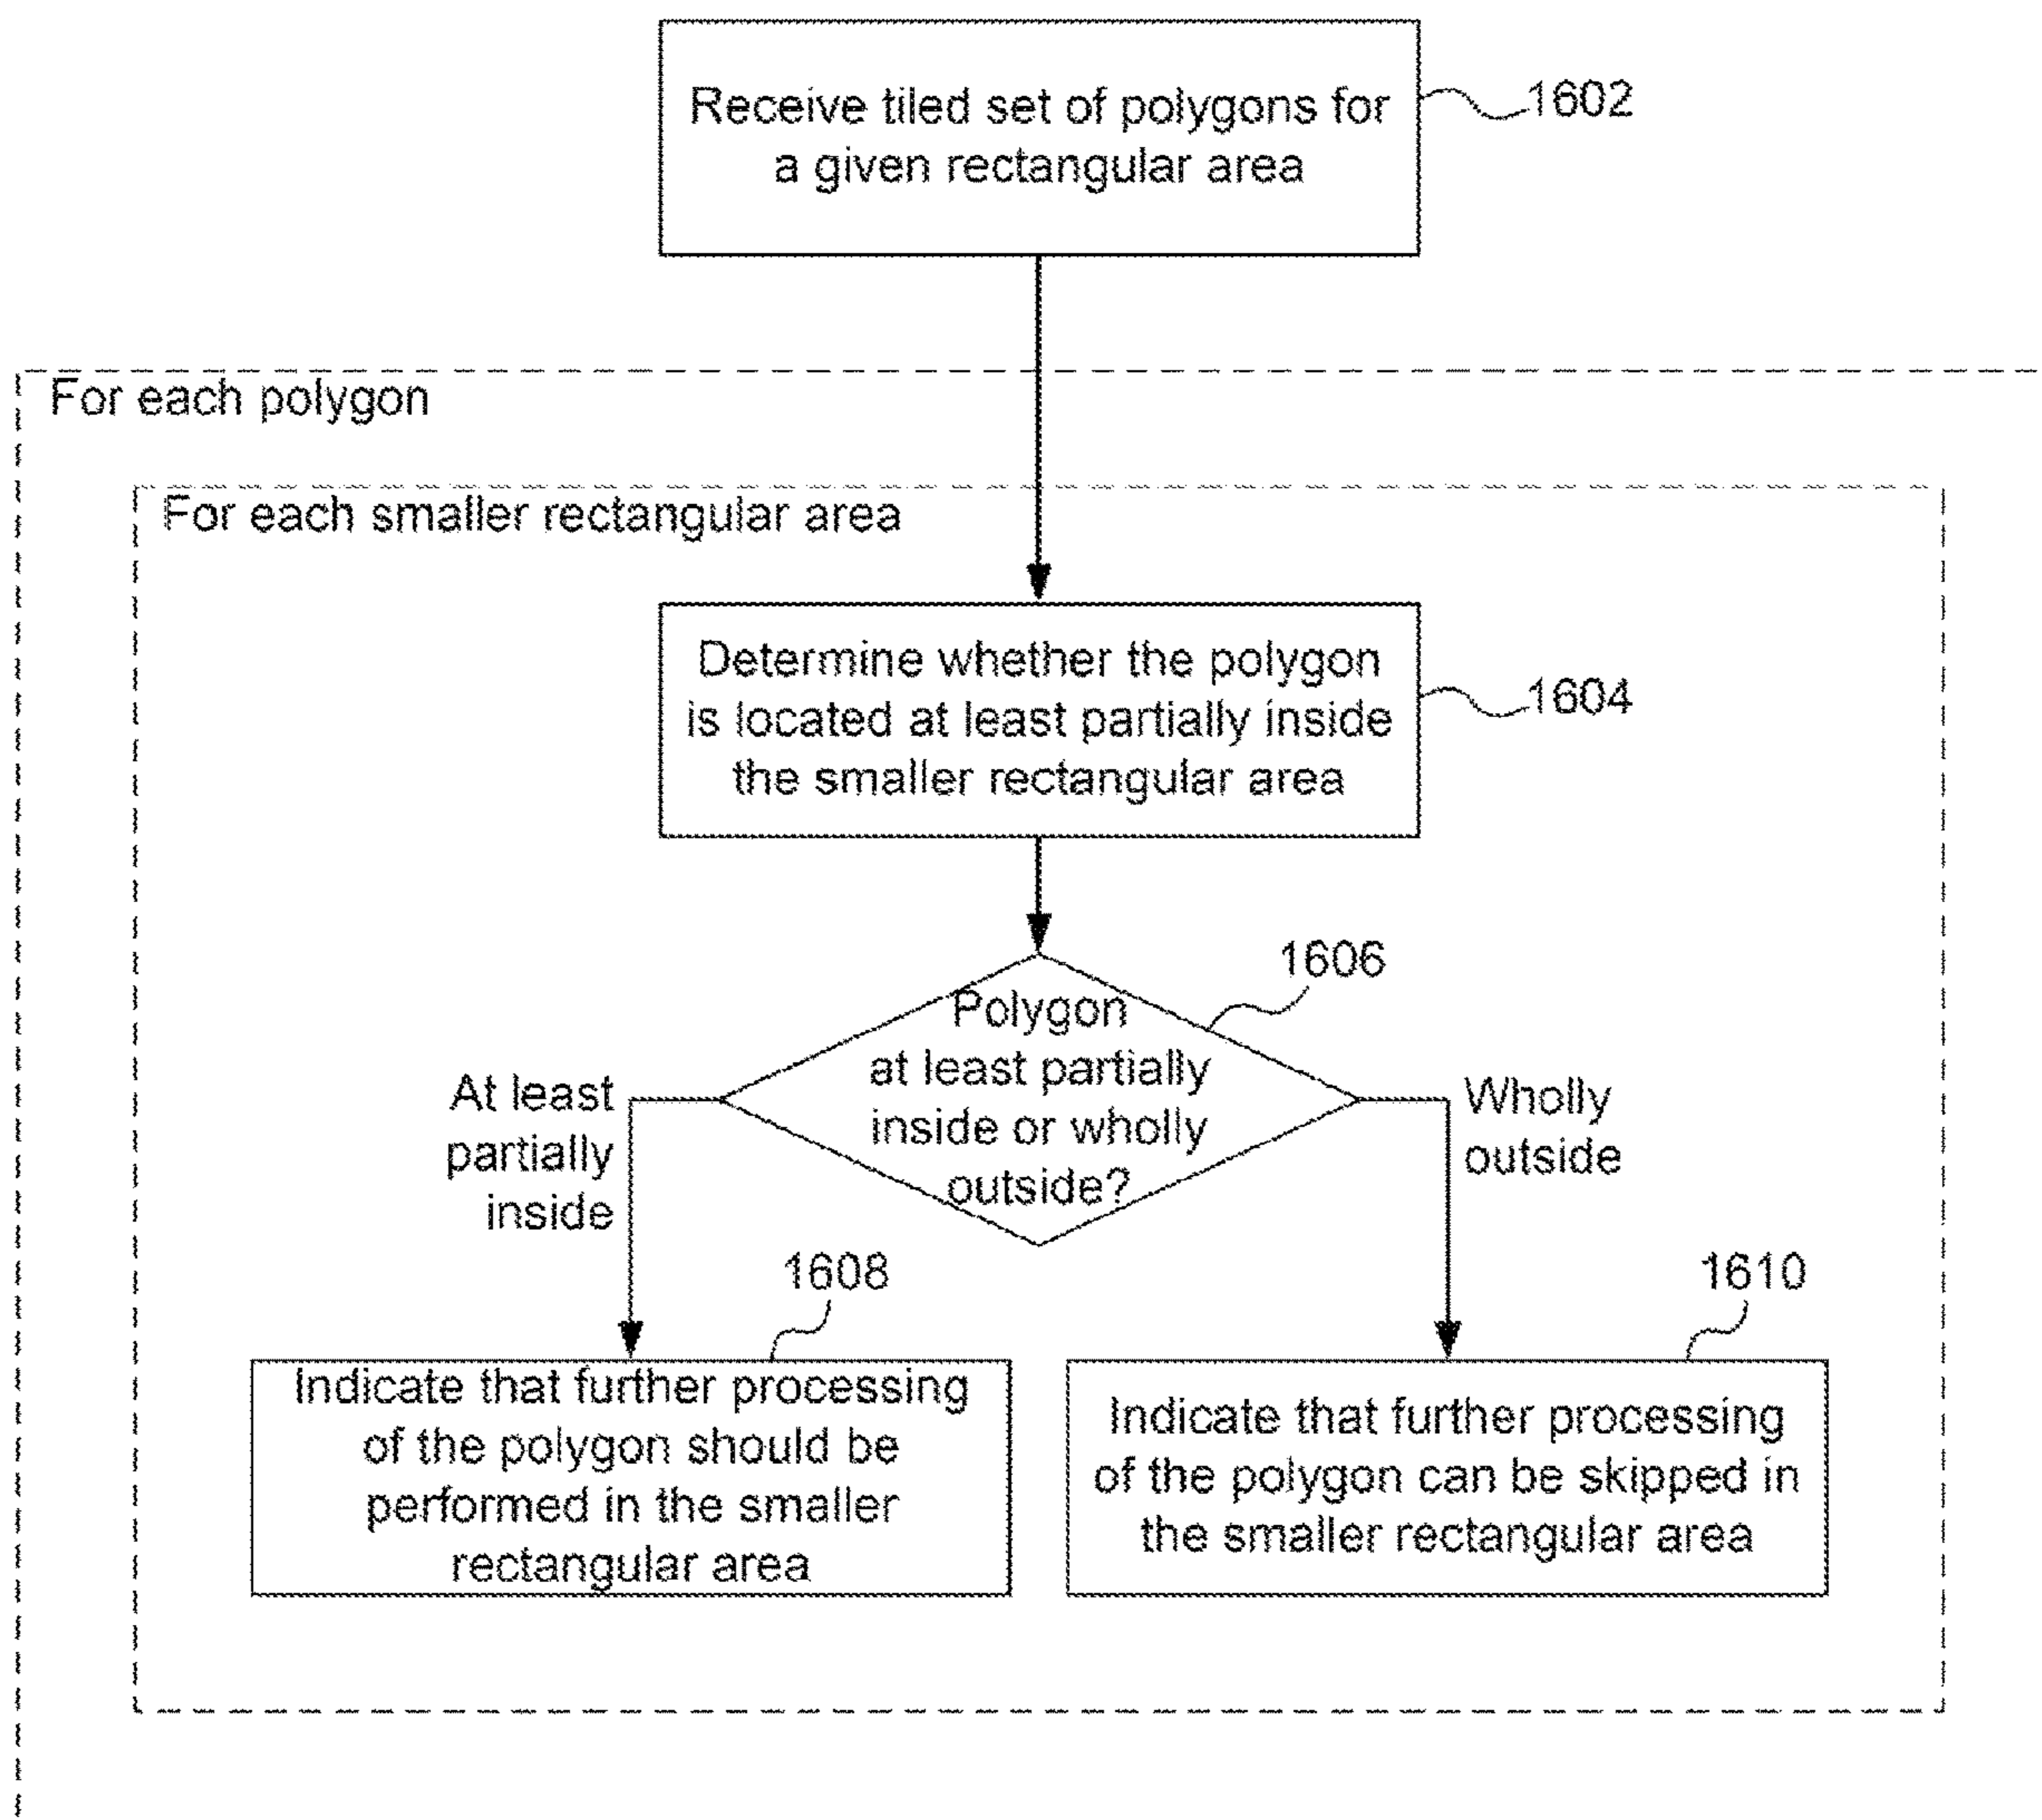 Receive tiled set of polygons for
a given rectangular area
1602
For each polygon
For each smaller rectangular area
Determine whether the polygon
is located at least partially inside
the smaller rectangular area
1604
1606
Polygon
at least partially
inside or wholly
outside?
At least
partially
inside
Wholly
outside
1608
1610
Indicate that further processing
of the polygon should be
performed in the smaller
rectangular area
Indicate that further processing
of the polygon can be skipped in
the smaller rectangular area